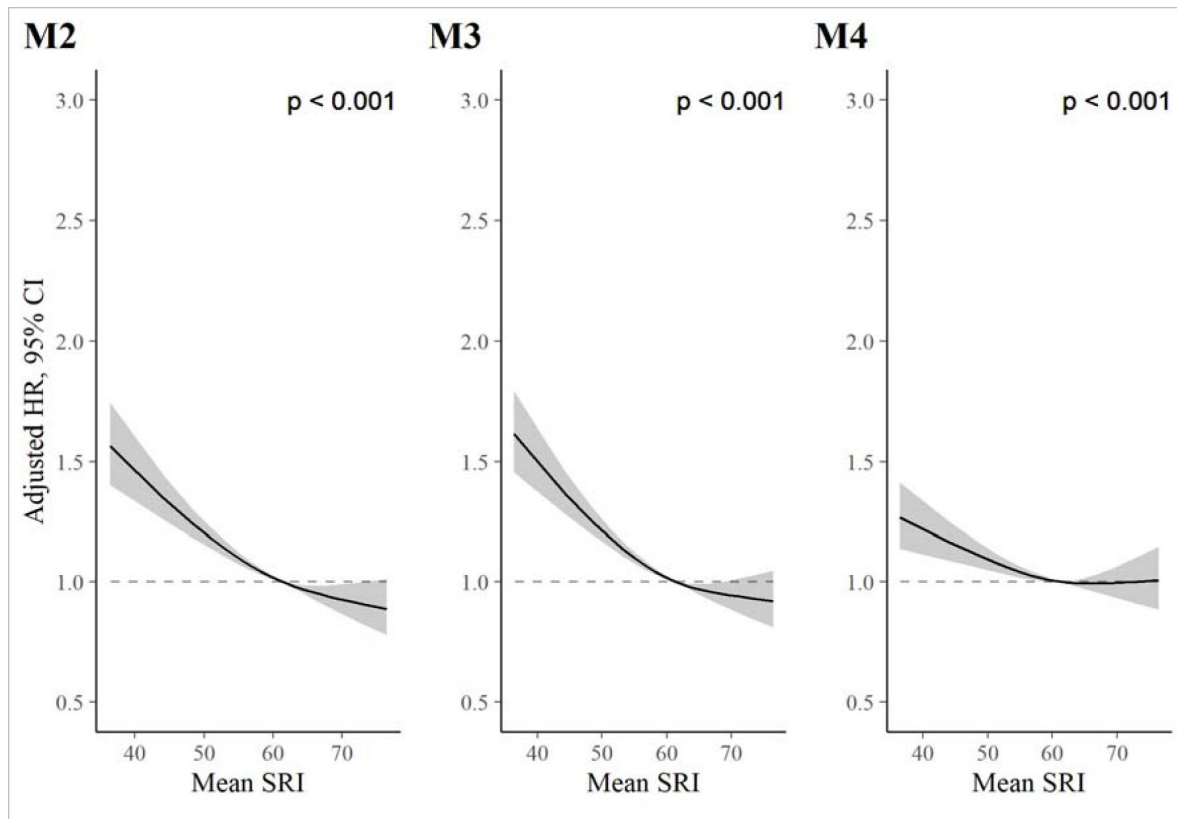 M2 M3 M4
p < 0.001 p < 0.001 p < 0.001
Adjusted HR, 95% CI
3.0 3.0 3.0
2.5 2.5 2.5
2.0 2.0 2.0
1.5 1.5 1.5
1.0 1.0 1.0
0.5 0.5 0.5
40 50 60 70 40 50 60 70 40 50 60 70
Mean SRI Mean SRI Mean SRI